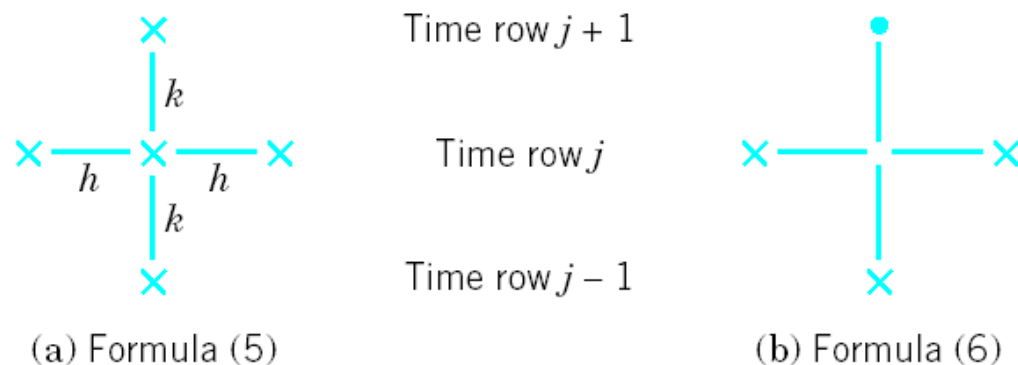 Time row j + 1
k
Time row j
h h
k
Time row j – 1
(a) Formula (5) (b) Formula (6)